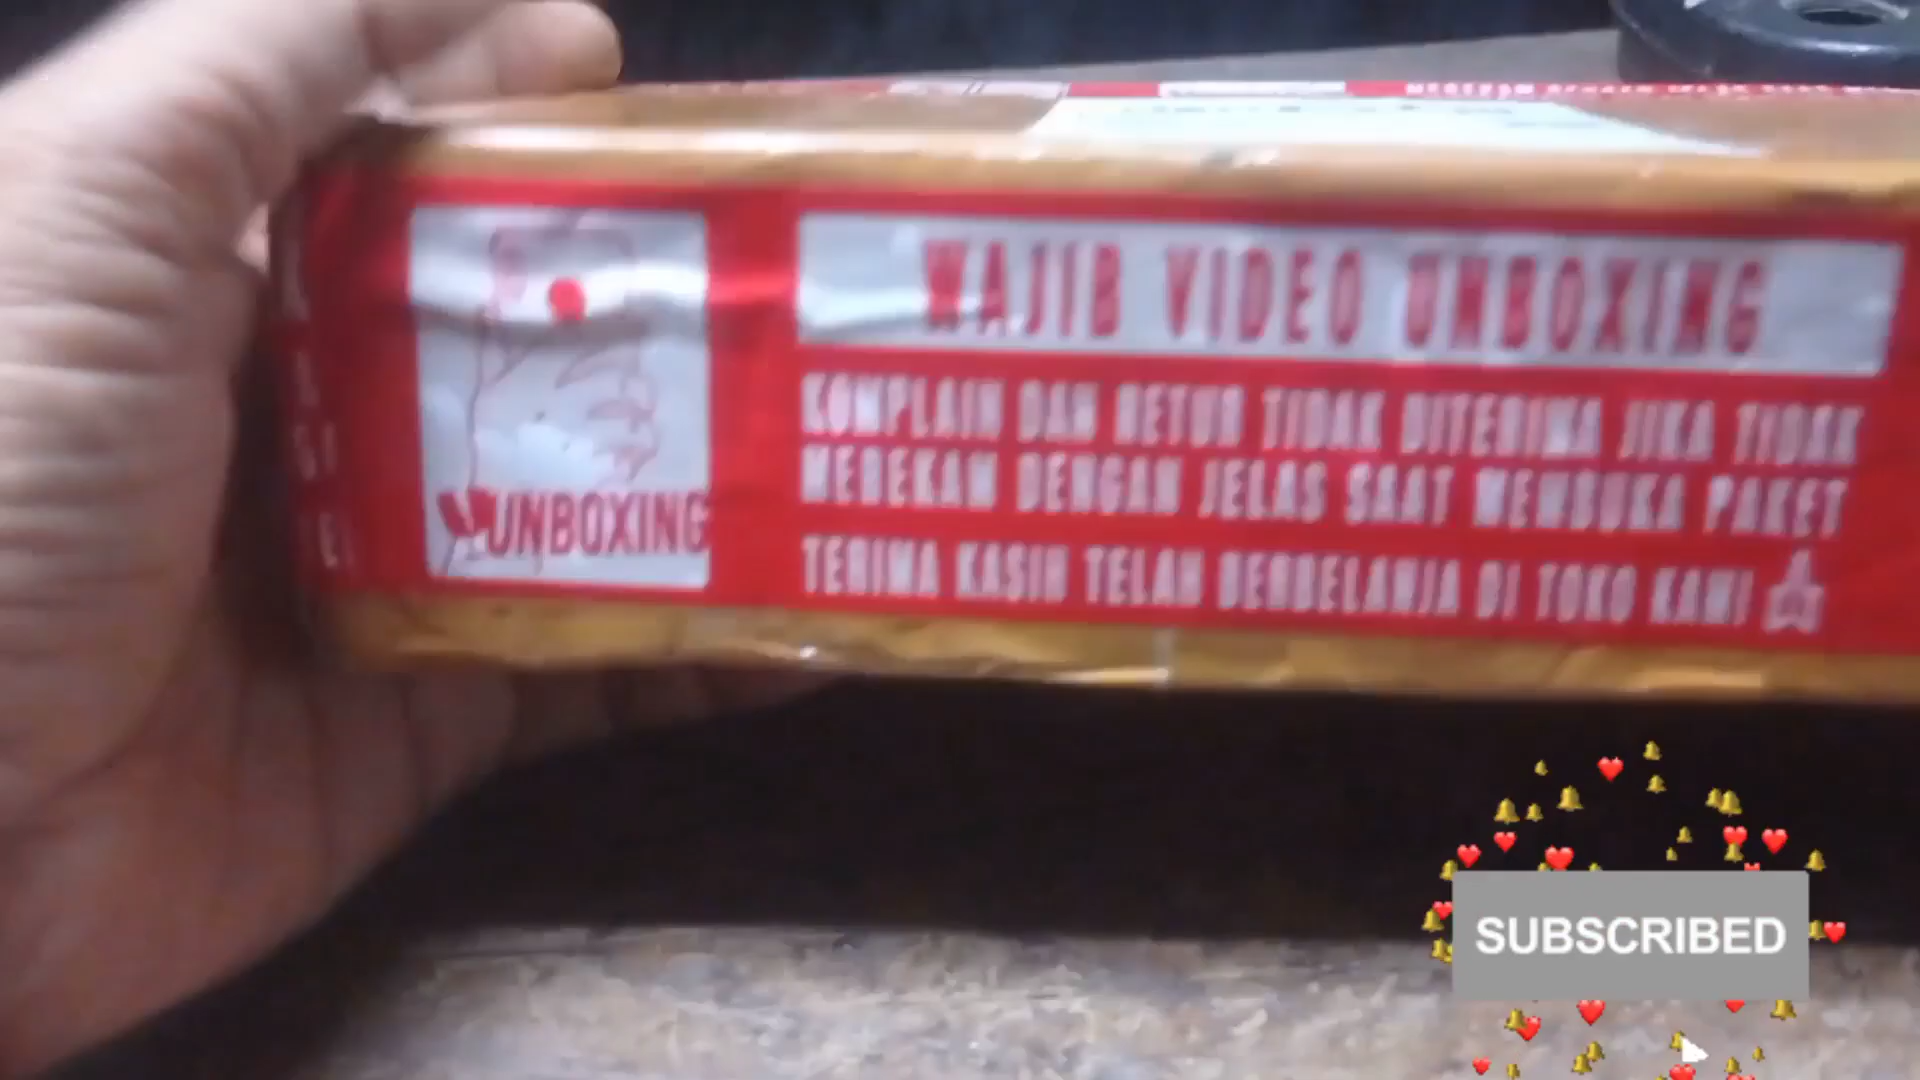 WAJIB VIDEO UNBOXING
KOMPLAIN DAN RETUR TIDAK DITERIMA JIKA TIDAK
MEREKAM DENGAN JELAS SAAT MEMBUKA PAKET
TERIMA KASIH TELAH BERBELANJA DI TOKO KAMI
UNBOXING
SUBSCRIBED